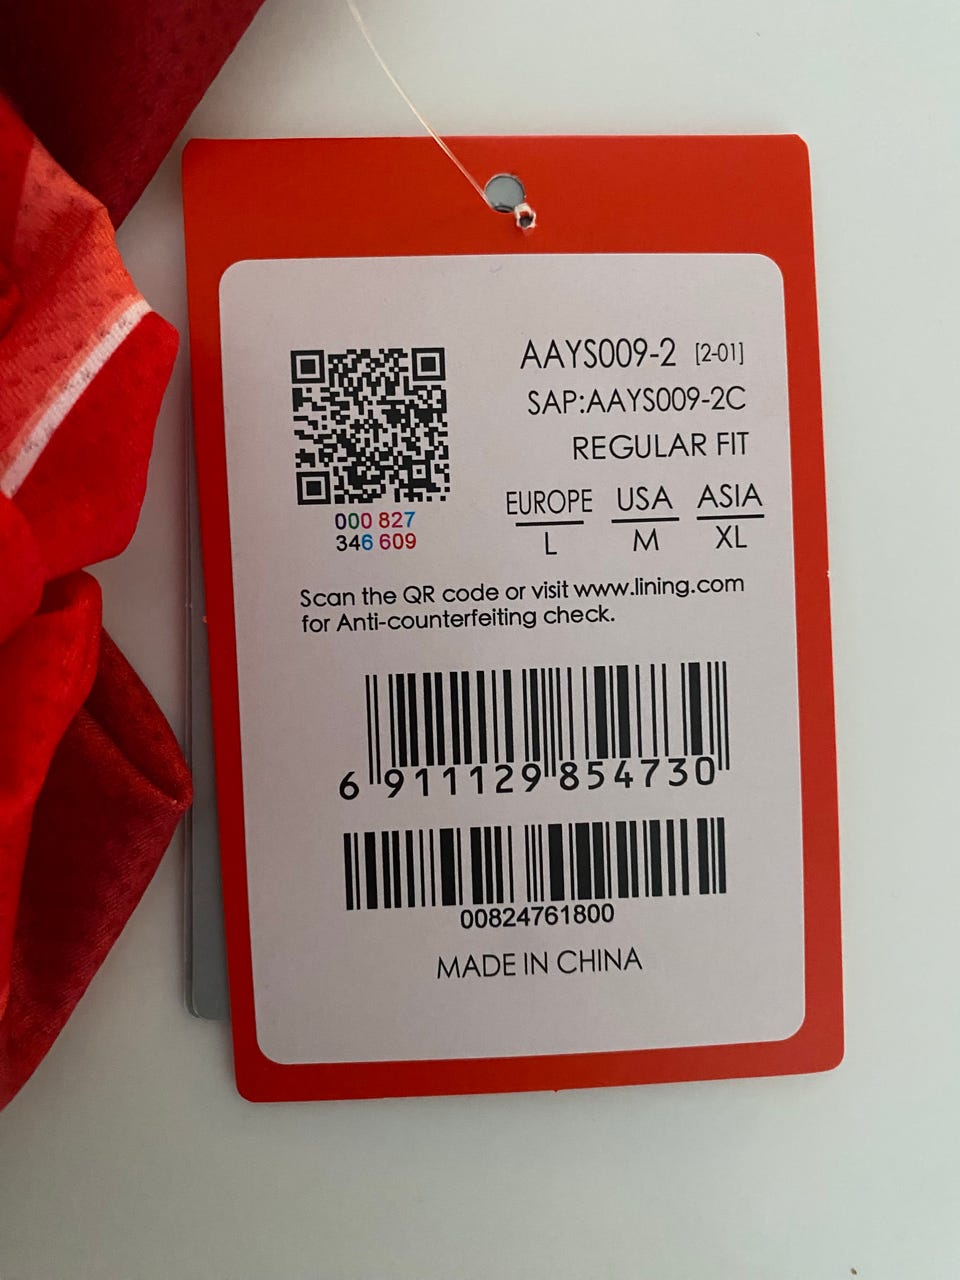 AAYS009-2 [2-01]
SAP:AAYS009-2C
REGULAR FIT
EUROPE USA ASIA
L M XL
000 827
346 609
Scan the QR code or visit www.lining.com
for Anti-counterfeiting check.
6 911129 854730
00824761800
MADE IN CHINA